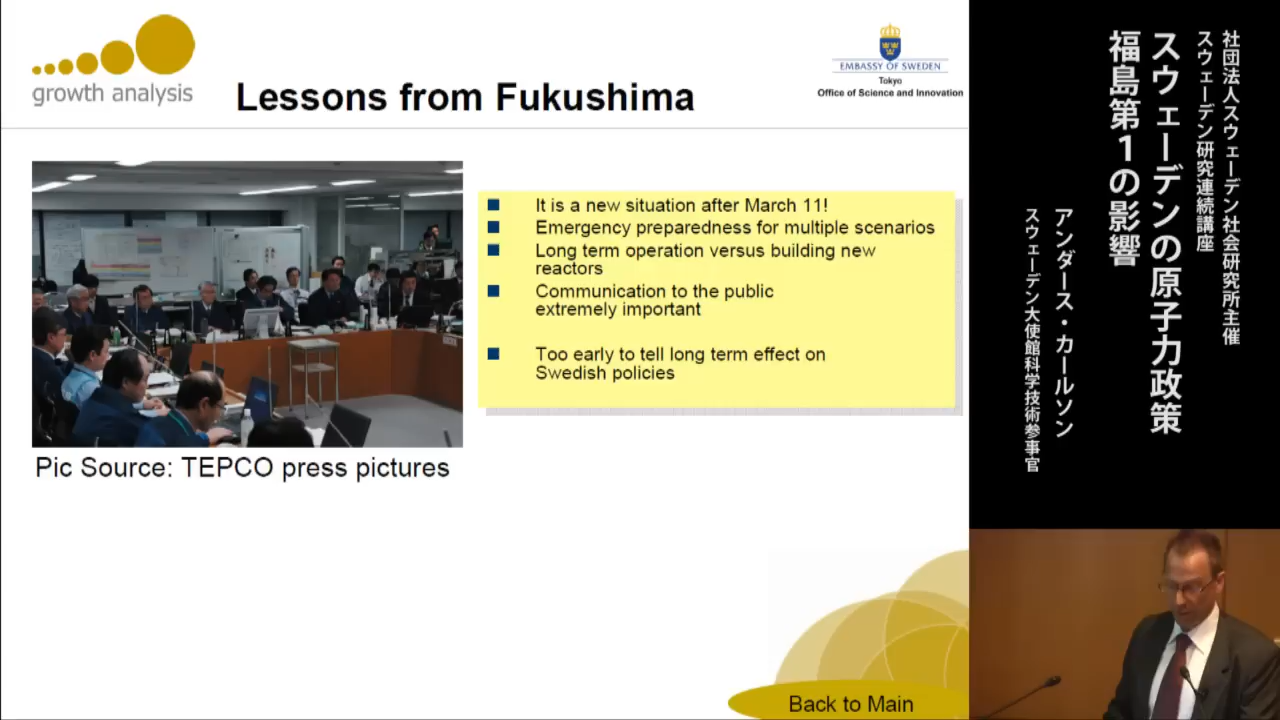 growth analysis
Lessons from Fukushima
EMBASSY OF SWEDEN
Tokyo
Office of Science and Innovation
It is a new situation after March 11!
Emergency preparedness for multiple scenarios
Long term operation versus building new
reactors
Communication to the public
extremely important
Too early to tell long term effect on
Swedish policies
Pic Source: TEPCO press pictures
Back to Main
社団法人スウェーデン社会研究所主催
スウェーデン研究連続講座
スウェーデンの原子力政策
福島第1の影響
アンダース・カールソン
スウェーデン大使館科学技術参事官